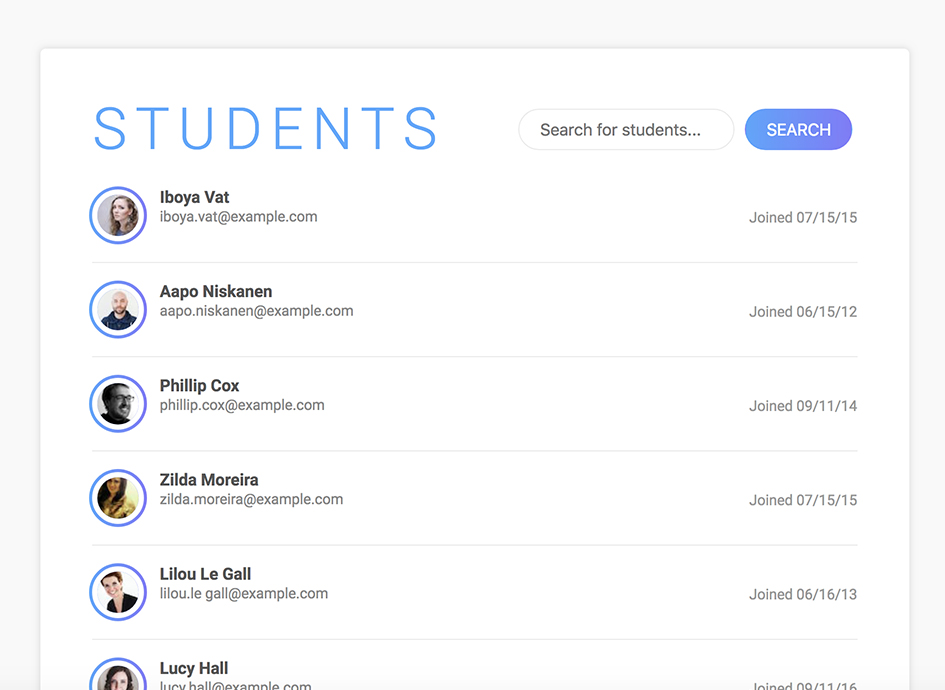 STUDENTS
Search for students...
SEARCH
Iboya Vat
iboya.vat@example.com
Joined 07/15/15
Aapo Niskanen
aapo.niskanen@example.com
Joined 06/15/12
Phillip Cox
phillip.cox@example.com
Joined 09/11/14
Zilda Moreira
zilda.moreira@example.com
Joined 07/15/15
Lilou Le Gall
lilou.le gall@example.com
Joined 06/16/13
Lucy Hall
lucy.hall@example.com
Joined 09/11/16